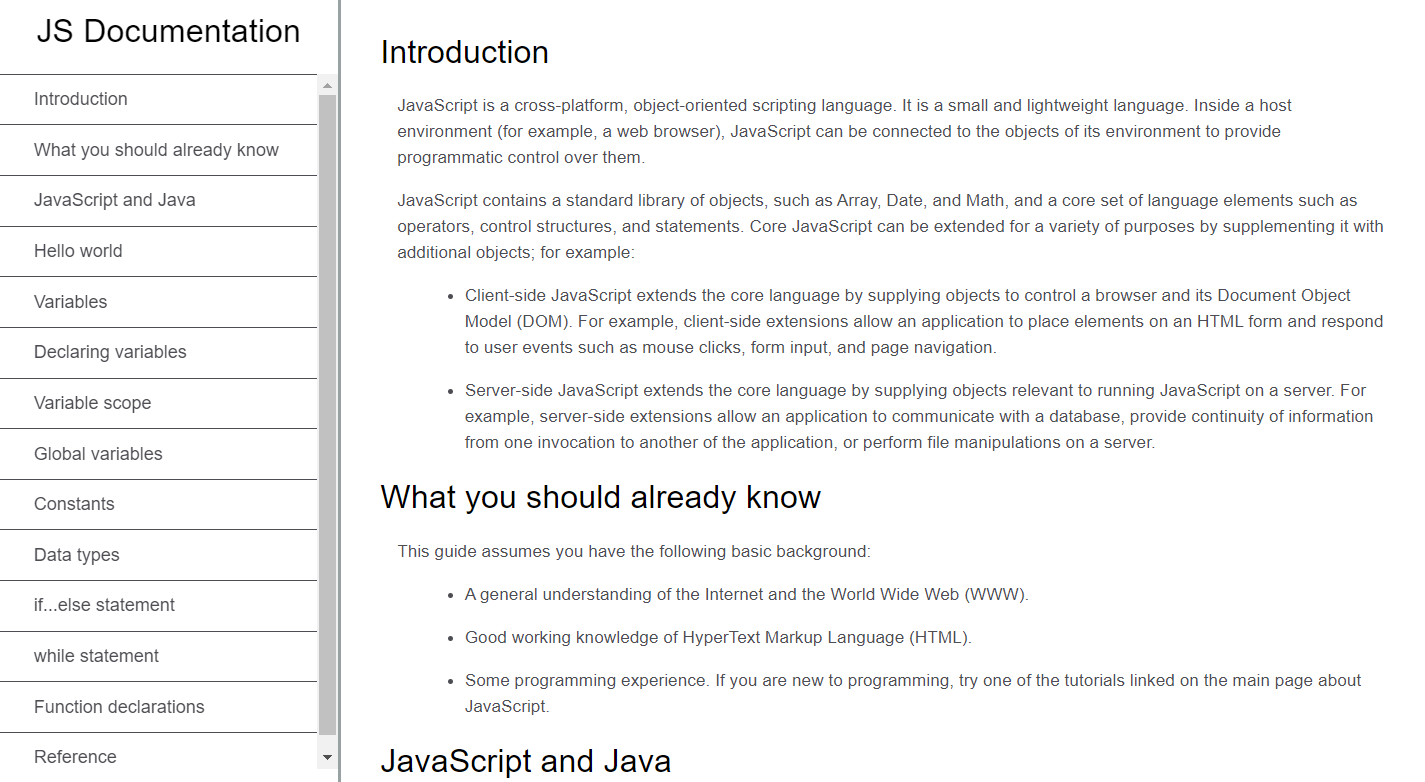 JS Documentation
Introduction
What you should already know
JavaScript and Java
Hello world
Variables
Declaring variables
Variable scope
Global variables
Constants
Data types
if...else statement
while statement
Function declarations
Reference
Introduction
JavaScript is a cross-platform, object-oriented scripting language. It is a small and lightweight language. Inside a host
environment (for example, a web browser), JavaScript can be connected to the objects of its environment to provide
programmatic control over them.
JavaScript contains a standard library of objects, such as Array, Date, and Math, and a core set of language elements such as
operators, control structures, and statements. Core JavaScript can be extended for a variety of purposes by supplementing it with
additional objects; for example:
• Client-side JavaScript extends the core language by supplying objects to control a browser and its Document Object
Model (DOM). For example, client-side extensions allow an application to place elements on an HTML form and respond
to user events such as mouse clicks, form input, and page navigation.
• Server-side JavaScript extends the core language by supplying objects relevant to running JavaScript on a server. For
example, server-side extensions allow an application to communicate with a database, provide continuity of information
from one invocation to another of the application, or perform file manipulations on a server.
What you should already know
This guide assumes you have the following basic background:
• A general understanding of the Internet and the World Wide Web (WWW).
• Good working knowledge of HyperText Markup Language (HTML).
• Some programming experience. If you are new to programming, try one of the tutorials linked on the main page about
JavaScript.
JavaScript and Java